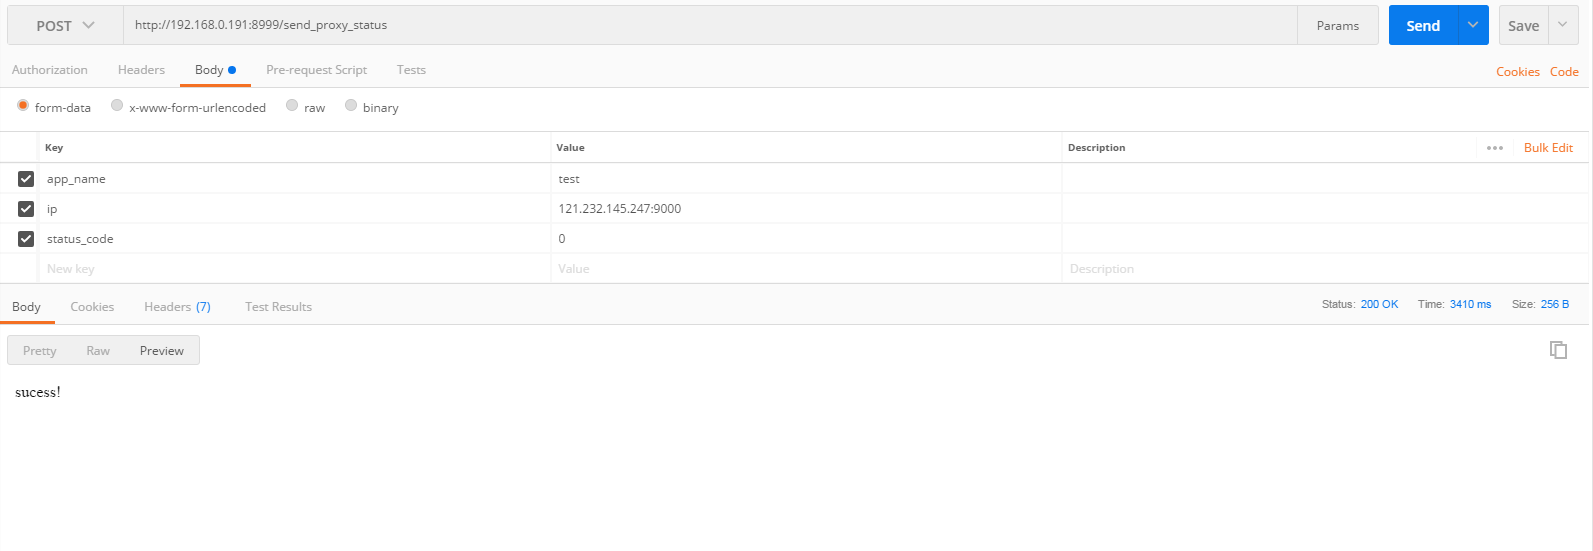 POST http://192.168.0.191:8999/send_proxy_status Params Send Save
Authorization Headers Body Pre-request Script Tests Cookies Code
form-data x-www-form-urlencoded raw binary
Key Value Description ••• Bulk Edit
app_name test
ip 121.232.145.247:9000
status_code 0
New key Value Description
Body Cookies Headers (7) Test Results Status: 200 OK Time: 3410 ms Size: 256 B
Pretty Raw Preview
sucess!